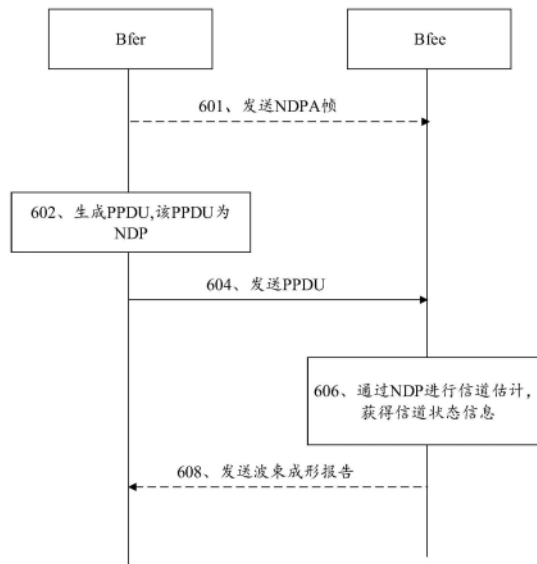 Bfer
Bfee
601、发送NDPA帧
602、生成PPDU,该PPDU为
NDP
604、发送PPDU
606、通过NDP进行信道估计，
获得信道状态信息
608、发送波束成形报告